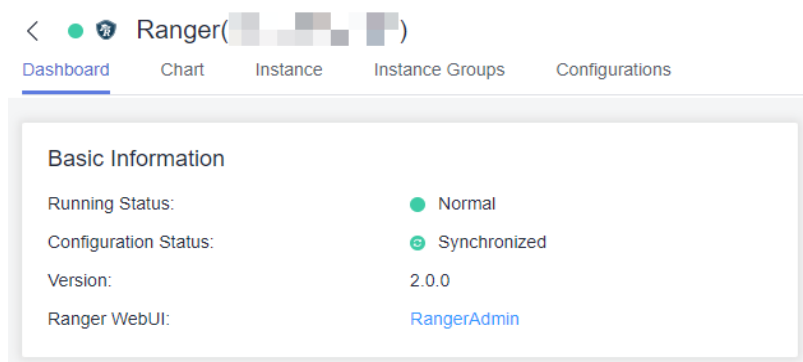 Ranger( )
Dashboard Chart Instance Instance Groups Configurations
Basic Information
Running Status: Normal
Configuration Status: Synchronized
Version: 2.0.0
Ranger WebUI: RangerAdmin